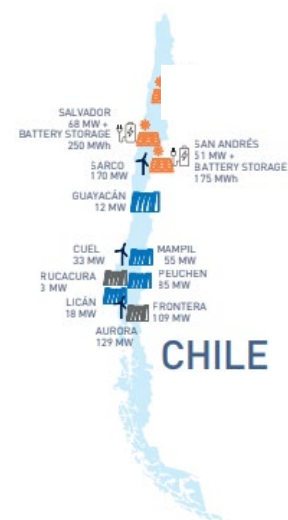 SALVADOR
68 MW +
BATTERY STORAGE
250 MWh
SAN ANDRÉS
51 MW +
BATTERY STORAGE
175 MWh
SARCO
170 MW
GUAYACÁN
12 MW
CUEL
33 MW
MAMPIL
55 MW
RUCACURA
3 MW
PEUCHEN
85 MW
LICÁN
18 MW
FRONTERA
109 MW
AURORA
129 MW
CHILE